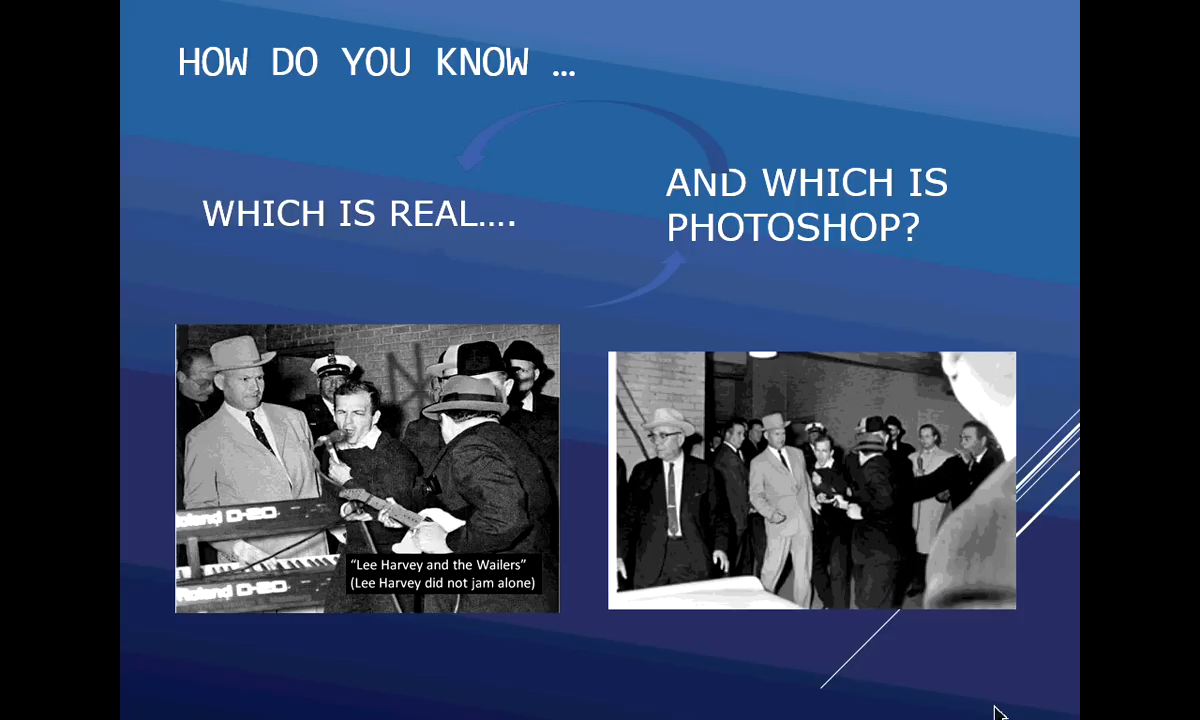 HOW DO YOU KNOW …
WHICH IS REAL….
AND WHICH IS
PHOTOSHOP?
Roland D-20
Roland D-20
“Lee Harvey and the Wailers”
(Lee Harvey did not jam alone)